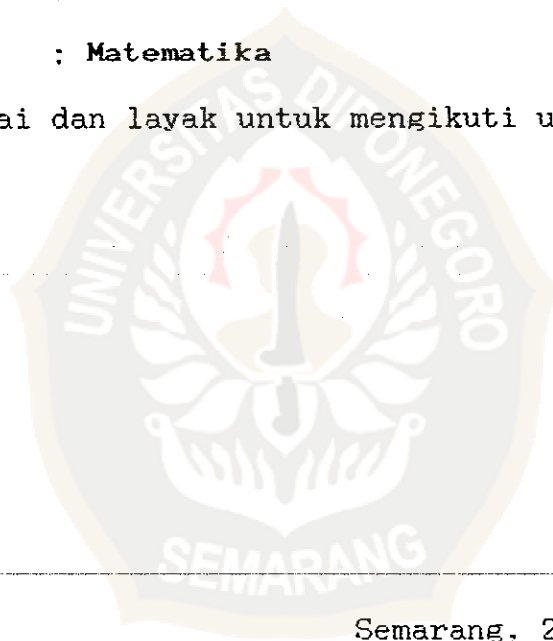 : Matematika
ai dan layak untuk mengikuti u
UNIVERSITAS DIPONEGORO
SEMARANG
Semarang, 2